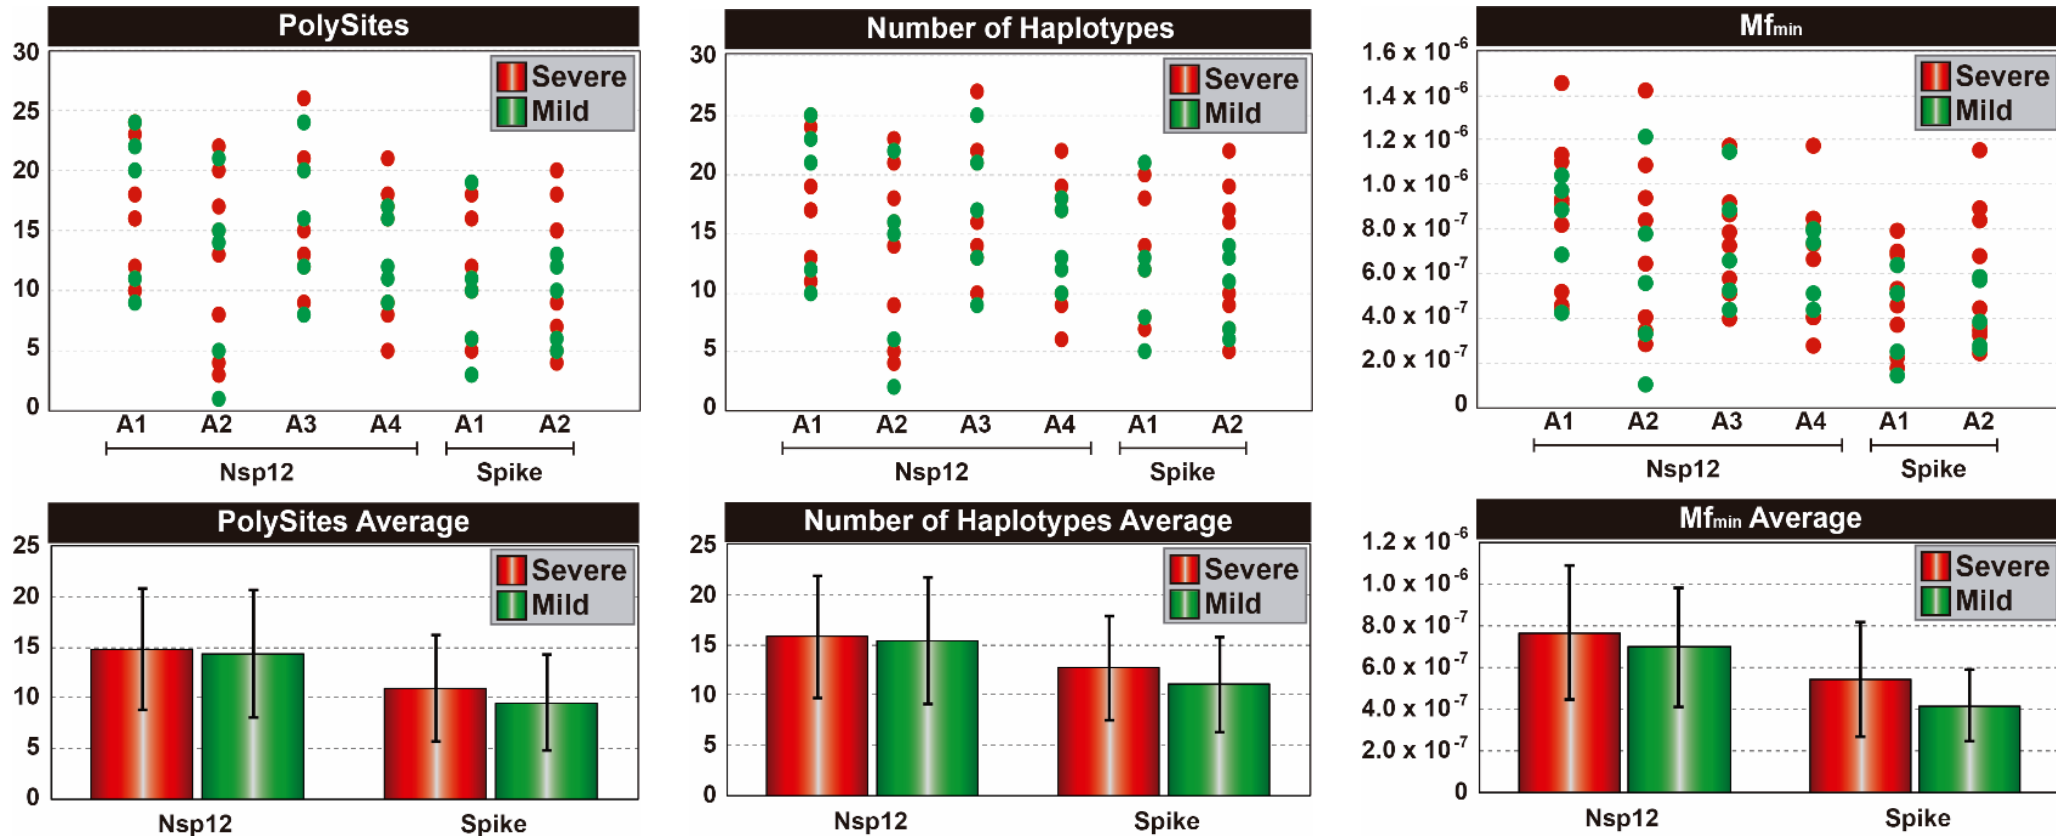 PolySites
30
25
20
15
10
5
0
Severe
Mild
A1 A2 A3 A4 A1 A2
Nsp12 Spike
Number of Haplotypes
30
25
20
15
10
5
0
Severe
Mild
A1 A2 A3 A4 A1 A2
Nsp12 Spike
Mfmin
1.6 x 10-6
1.4 x 10-6
1.2 x 10-6
1.0 x 10-6
8.0 x 10-7
6.0 x 10-7
4.0 x 10-7
2.0 x 10-7
0
Severe
Mild
A1 A2 A3 A4 A1 A2
Nsp12 Spike
PolySites Average
25
20
15
10
5
0
Severe
Mild
Nsp12 Spike
Number of Haplotypes Average
25
20
15
10
5
0
Severe
Mild
Nsp12 Spike
Mfmin Average
1.2 x 10-6
1.0 x 10-6
8.0 x 10-7
6.0 x 10-7
4.0 x 10-7
2.0 x 10-7
0
Severe
Mild
Nsp12 Spike